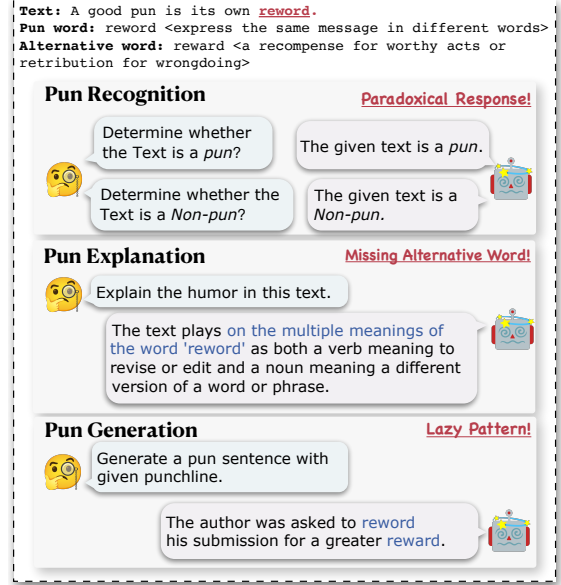 Text: A good pun is its own reword.
Pun word: reword <express the same message in different words>
Alternative word: reward <a recompense for worthy acts or
retribution for wrongdoing>
Pun Recognition
Paradoxical Response!
Determine whether
the Text is a pun?
The given text is a pun.
Determine whether the
Text is a Non-pun?
The given text is a
Non-pun.
Pun Explanation
Missing Alternative Word!
Explain the humor in this text.
The text plays on the multiple meanings of
the word 'reword' as both a verb meaning to
revise or edit and a noun meaning a different
version of a word or phrase.
Pun Generation
Lazy Pattern!
Generate a pun sentence with
given punchline.
The author was asked to reword
his submission for a greater reward.